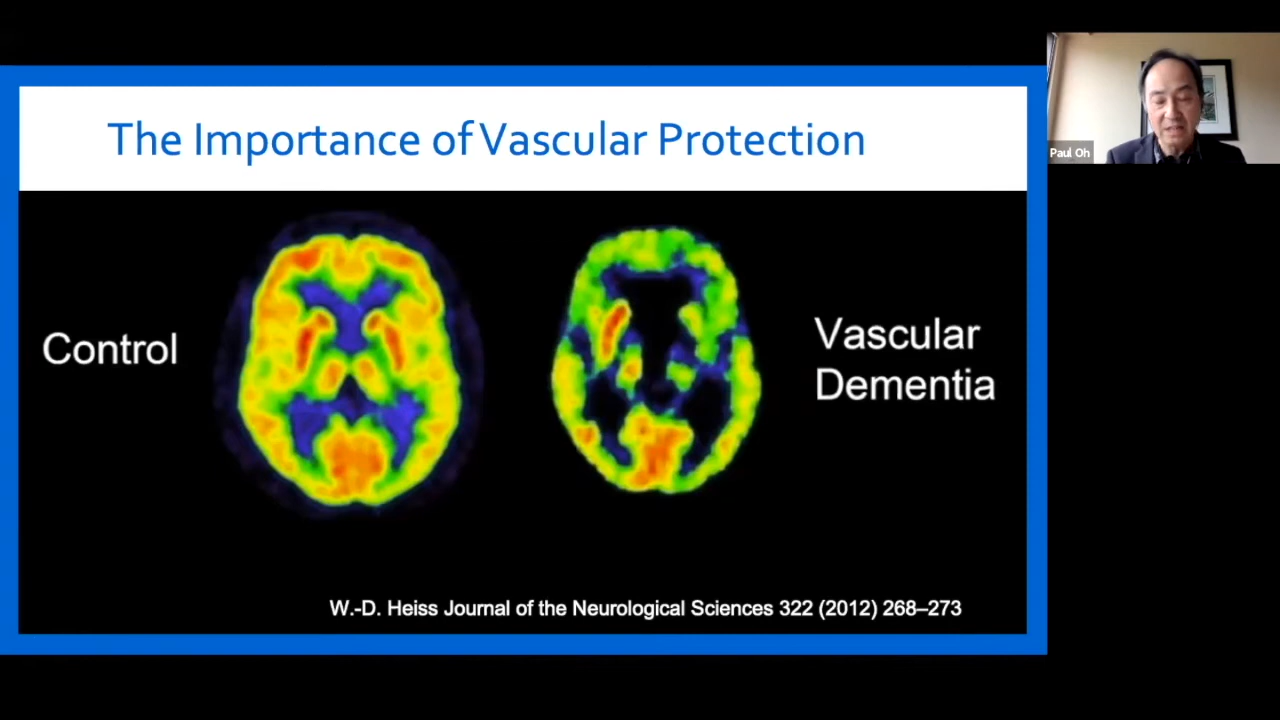 The Importance of Vascular Protection
Paul Oh
Control
Vascular
Dementia
W.-D. Heiss Journal of the Neurological Sciences 322 (2012) 268–273